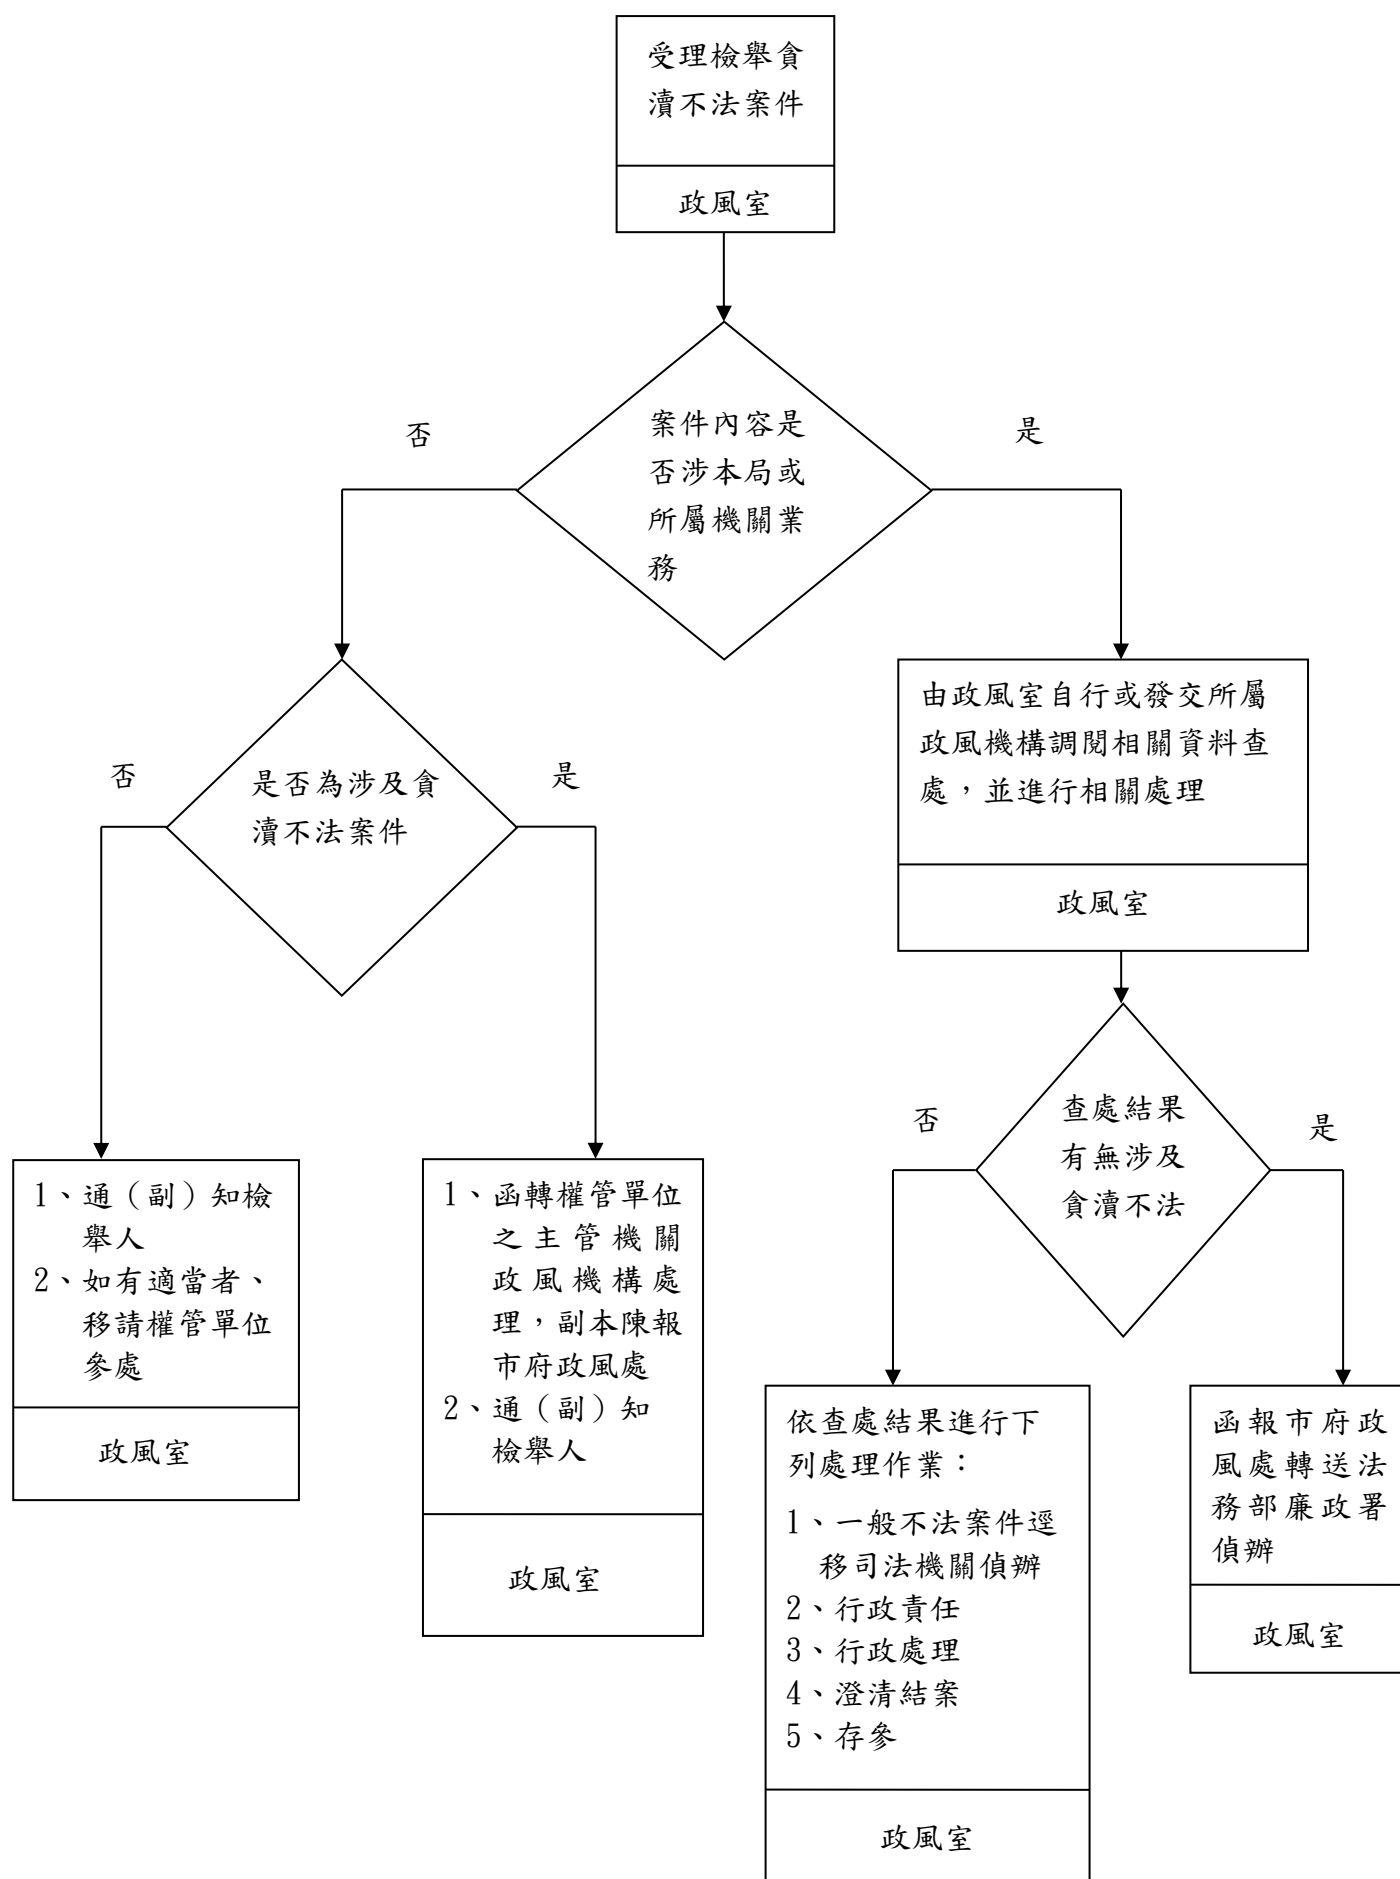 受理檢舉貪
瀆不法案件
政風室
案件內容是
否涉本局或
所屬機關業
務
否
是
是否為涉及貪
瀆不法案件
否
是
由政風室自行或發交所屬
政風機構調閱相關資料查
處，並進行相關處理
政風室
查處結果
有無涉及
貪瀆不法
否
是
1、通（副）知檢
舉人
2、如有適當者、
移請權管單位
參處
政風室
1、函轉權管單位
之主管機關
政風機構處
理，副本陳報
市府政風處
2、通（副）知
檢舉人
政風室
依查處結果進行下
列處理作業：
1、一般不法案件逕
移司法機關偵辦
2、行政責任
3、行政處理
4、澄清結案
5、存參
政風室
函報市府政
風處轉送法
務部廉政署
偵辦
政風室